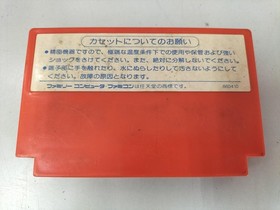 カセットについてのお願い
●精密機器ですので、極端な温度条件下での使用や保管および強い
ショックをさけてください。また、絶対に分解しないでください。
●端子部に手を触れたり、水にぬらしたりして汚さないようにして
ください。故障の原因となります。
ファミリーコンピュータ・ファミコンは任天堂の商標です。